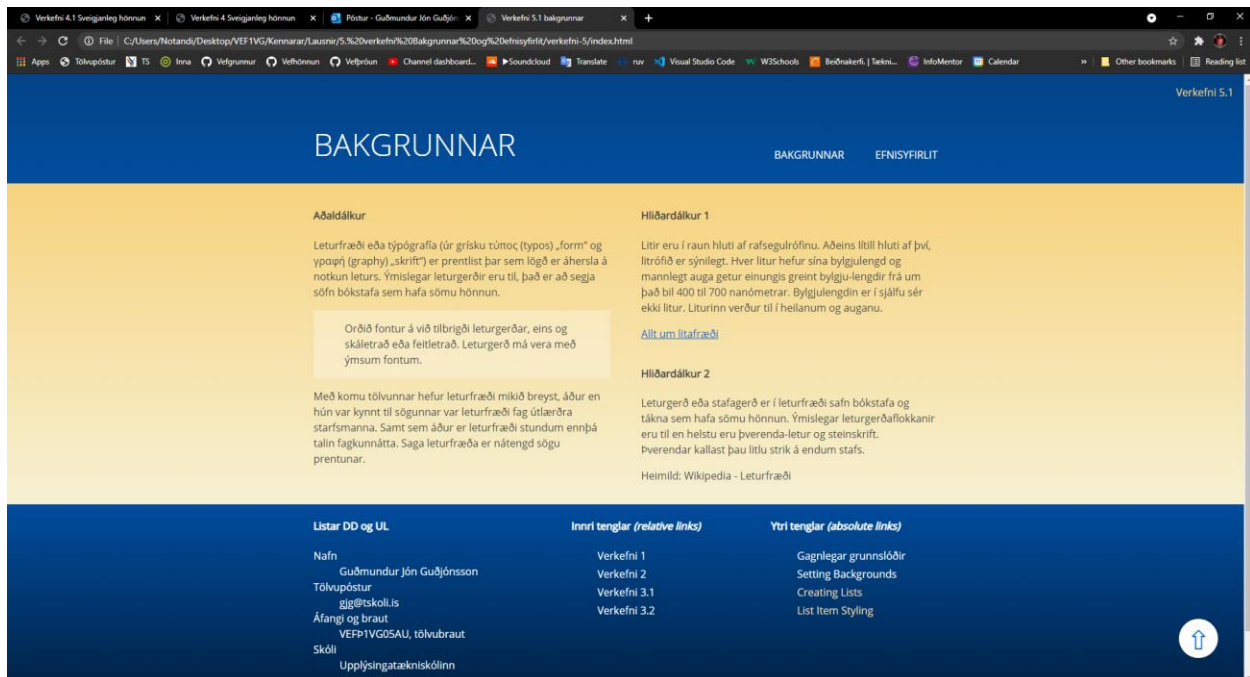 Verkefni 4.1 Sveigjanleg hönnun
Verkefni 4 Sveigjanleg hönnun
Póstur - Guðmundur Jón Guðjón
Verkefni 5.1 bakgrunnar
File C:/Users/Notandi/Desktop/VEF1VG/Kennarar/Lausnir/5.%20verkefni%20Bakgrunnar%20og%20efnisyfirlit/verkefni-5/index.html
Apps Tölvupóstur TS Inna Vefgrunnur Vefhönnun Vefþróun Channel dashboard... ▶Soundcloud Translate ruv Visual Studio Code W3Schools Beiðnakerfi. | Tækni... InfoMentor Calendar » Other bookmarks Reading list
Verkefni 5.1
BAKGRUNNAR
BAKGRUNNAR EFNISYFIRLIT
Aðaldálkur
Leturfræði eða týpógrafía (úr grísku τύπος (typos) „form" og
γραφή (graphy) „skrift") er prentlist þar sem lögð er áhersla á
notkun leturs. Ýmislegar leturgerðir eru til, það er að segja
söfn bókstafa sem hafa sömu hönnun.
Orðið fontur á við tilbrigði leturgerðar, eins og
skáletrað eða feitletrað. Leturgerð má vera með
ýmsum fontum.
Með komu tölvunnar hefur leturfræði mikið breyst, áður en
hún var kynnt til sögunnar var leturfræði fag útlærðra
starfsmanna. Samt sem áður er leturfræði stundum ennþá
talin fagkunnátta. Saga leturfræða er nátengd sögu
prentunar.
Hliðardálkur 1
Litir eru í raun hluti af rafsegulrófinu. Aðeins lítill hluti af því,
litrófið er sýnilegt. Hver litur hefur sína bylgjulengd og
mannlegt auga getur einungis greint bylgju-lengdir frá um
það bil 400 til 700 nanómetrar. Bylgjulengdin er í sjálfu sér
ekki litur. Liturinn verður til í heilanum og auganu.
Allt um litafræði
Hliðardálkur 2
Leturgerð eða stafagerð er í leturfræði safn bókstafa og
tákna sem hafa sömu hönnun. Ýmislegar leturgerðaflokkanir
eru til en helstu eru þverenda-letur og steinskrift.
Þverendar kallast þau litlu strik á endum stafs.
Heimild: Wikipedia - Leturfræði
Listar DD og UL
Nafn
Guðmundur Jón Guðjónsson
Tölvupóstur
gjg@tskoli.is
Áfangi og braut
VEFÞ1VG05AU, tölvubraut
Skóli
Upplýsingatækniskólinn
Innri tenglar (relative links)
Verkefni 1
Verkefni 2
Verkefni 3.1
Verkefni 3.2
Ytri tenglar (absolute links)
Gagnlegar grunnslóðir
Setting Backgrounds
Creating Lists
List Item Styling